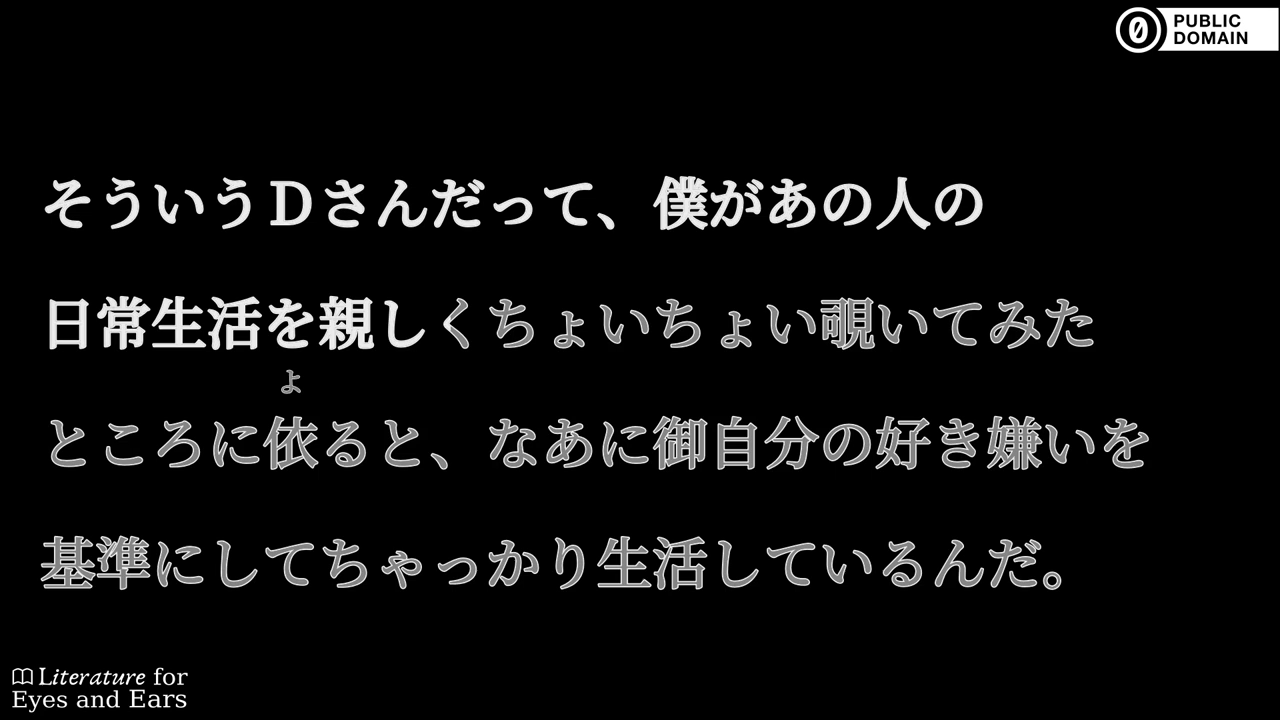 PUBLIC
DOMAIN
そういうＤさんだって、僕があの人の
日常生活を親しくちょいちょい覗いてみた
よ
ところに依ると、なあに御自分の好き嫌いを
基準にしてちゃっかり生活しているんだ。
Literature for
Eyes and Ears